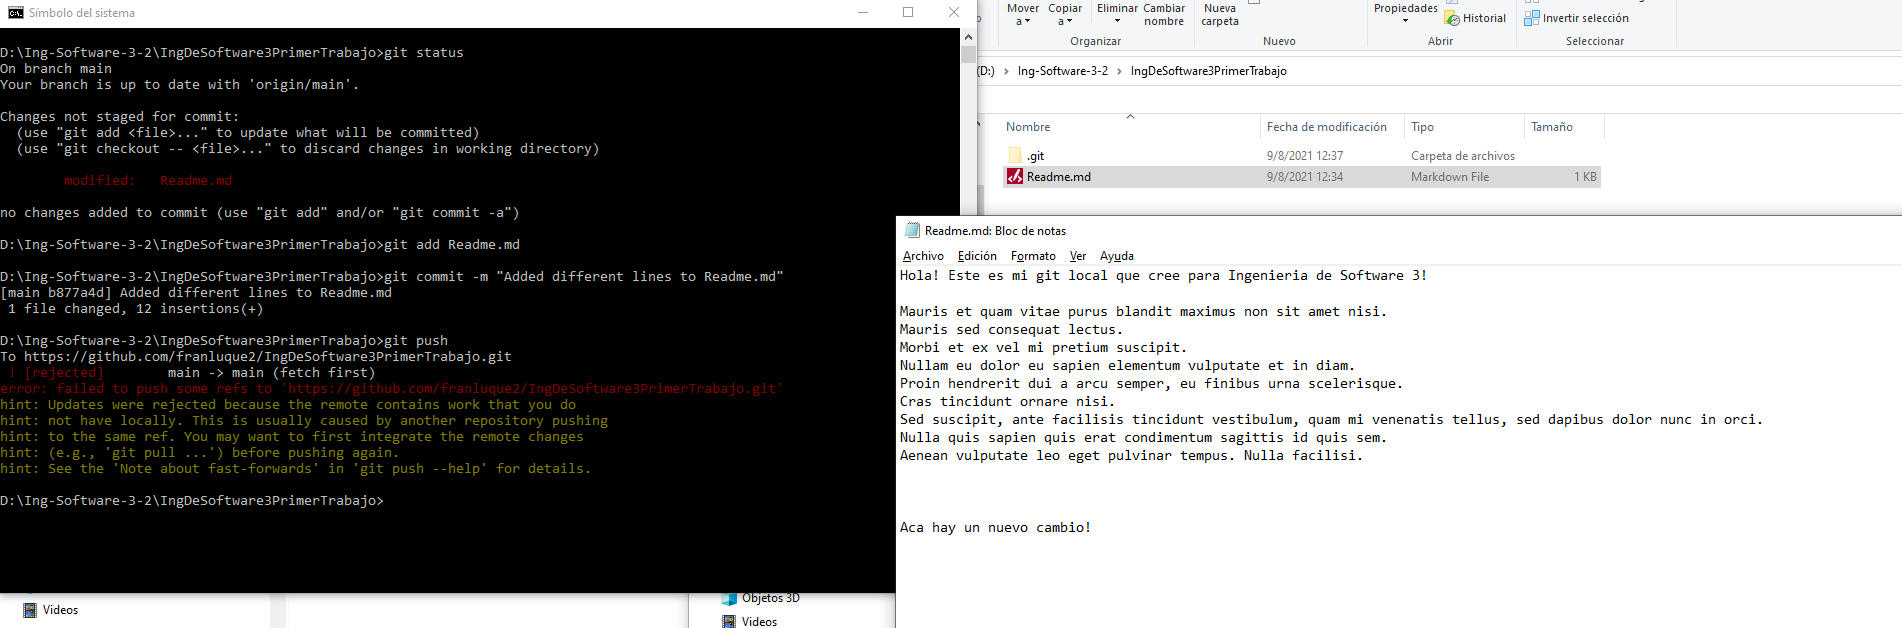 Símbolo del sistema
D:\Ing-Software-3-2\IngDeSoftware3PrimerTrabajo>git status
On branch main
Your branch is up to date with 'origin/main'.
Changes not staged for commit:
(use "git add <file>..." to update what will be committed)
(use "git checkout -- <file>..." to discard changes in working directory)
modified:   Readme.md
no changes added to commit (use "git add" and/or "git commit -a")
D:\Ing-Software-3-2\IngDeSoftware3PrimerTrabajo>git add Readme.md
D:\Ing-Software-3-2\IngDeSoftware3PrimerTrabajo>git commit -m "Added different lines to Readme.md"
[main b877a4d] Added different lines to Readme.md
1 file changed, 12 insertions(+)
D:\Ing-Software-3-2\IngDeSoftware3PrimerTrabajo>git push
To https://github.com/franluque2/IngDeSoftware3PrimerTrabajo.git
! [rejected]        main -> main (fetch first)
error: failed to push some refs to 'https://github.com/franluque2/IngDeSoftware3PrimerTrabajo.git'
hint: Updates were rejected because the remote contains work that you do
hint: not have locally. This is usually caused by another repository pushing
hint: to the same ref. You may want to first integrate the remote changes
hint: (e.g., 'git pull ...') before pushing again.
hint: See the 'Note about fast-forwards' in 'git push --help' for details.
D:\Ing-Software-3-2\IngDeSoftware3PrimerTrabajo>
Videos
Objetos 3D
Videos
Mover a
Copiar a
Eliminar
Cambiar nombre
Organizar
Nueva carpeta
Nuevo
Propiedades
Historial
Abrir
Invertir selección
Seleccionar
(D:) > Ing-Software-3-2 > IngDeSoftware3PrimerTrabajo
Nombre Fecha de modificación Tipo Tamaño
.git 9/8/2021 12:37 Carpeta de archivos
Readme.md 9/8/2021 12:34 Markdown File 1 KB
Readme.md: Bloc de notas
Archivo Edición Formato Ver Ayuda
Hola! Este es mi git local que cree para Ingenieria de Software 3!
Mauris et quam vitae purus blandit maximus non sit amet nisi.
Mauris sed consequat lectus.
Morbi et ex vel mi pretium suscipit.
Nullam eu dolor eu sapien elementum vulputate et in diam.
Proin hendrerit dui a arcu semper, eu finibus urna scelerisque.
Cras tincidunt ornare nisi.
Sed suscipit, ante facilisis tincidunt vestibulum, quam mi venenatis tellus, sed dapibus dolor nunc in orci.
Nulla quis sapien quis erat condimentum sagittis id quis sem.
Aenean vulputate leo eget pulvinar tempus. Nulla facilisi.
Aca hay un nuevo cambio!